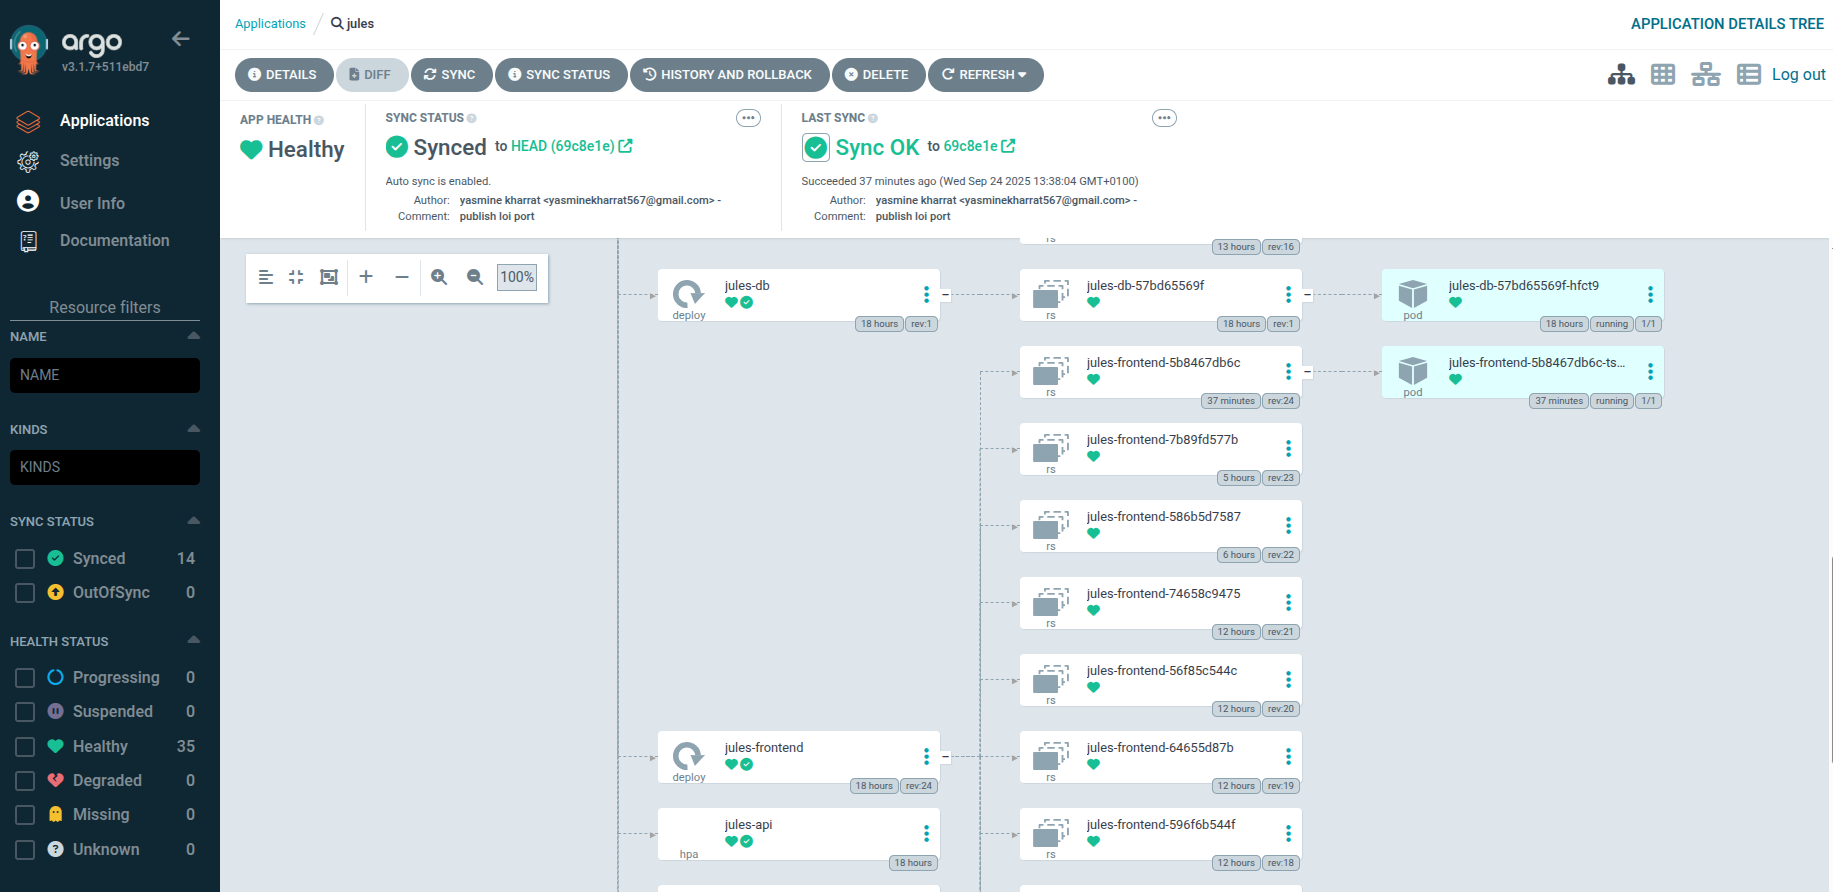 argo
v3.1.7+511ebd7
Applications
Settings
User Info
Documentation
Resource filters
NAME
NAME
KINDS
KINDS
SYNC STATUS
Synced 14
OutOfSync 0
HEALTH STATUS
Progressing 0
Suspended 0
Healthy 35
Degraded 0
Missing 0
Unknown 0
Applications / jules
APPLICATION DETAILS TREE
DETAILS DIFF SYNC SYNC STATUS HISTORY AND ROLLBACK DELETE REFRESH
Log out
APP HEALTH
Healthy
SYNC STATUS
Synced to HEAD (69c8e1e)
Auto sync is enabled.
Author: yasmine kharrat <yasminekharrat567@gmail.com> -
Comment: publish loi port
LAST SYNC
Sync OK to 69c8e1e
Succeeded 37 minutes ago (Wed Sep 24 2025 13:38:04 GMT+0100)
Author: yasmine kharrat <yasminekharrat567@gmail.com> -
Comment: publish loi port
100%
rs
13 hours rev:16
jules-db
deploy
18 hours rev:1
jules-db-57bd65569f
rs
18 hours rev:1
jules-db-57bd65569f-hfct9
pod
18 hours running 1/1
jules-frontend-5b8467db6c
rs
37 minutes rev:24
jules-frontend-5b8467db6c-ts...
pod
37 minutes running 1/1
jules-frontend-7b89fd577b
rs
5 hours rev:23
jules-frontend-586b5d7587
rs
6 hours rev:22
jules-frontend-74658c9475
rs
12 hours rev:21
jules-frontend-56f85c544c
rs
12 hours rev:20
jules-frontend
deploy
18 hours rev:24
jules-frontend-64655d87b
rs
12 hours rev:19
jules-api
hpa
18 hours
jules-frontend-596f6b544f
rs
12 hours rev:18